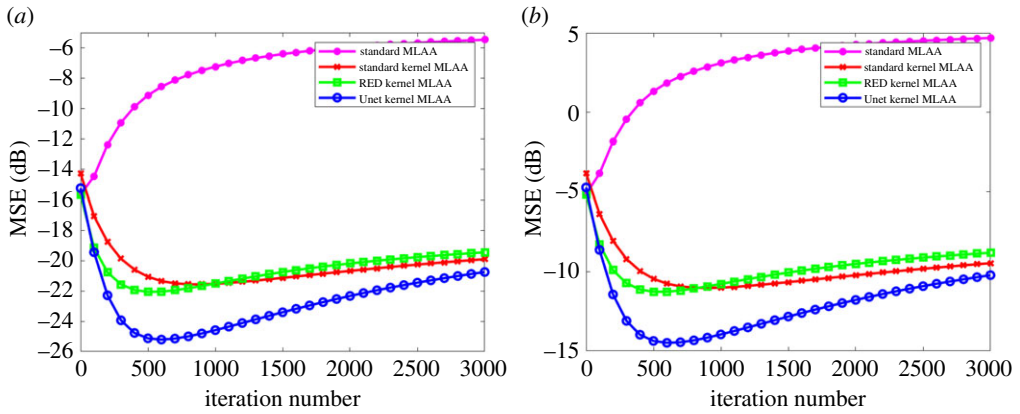 (a)
MSE (dB)
−6
−8
−10
−12
−14
−16
−18
−20
−22
−24
−26
0 500 1000 1500 2000 2500 3000
iteration number
standard MLAA
standard kernel MLAA
RED kernel MLAA
Unet kernel MLAA
(b)
MSE (dB)
5
0
−5
−10
−15
0 500 1000 1500 2000 2500 3000
iteration number
standard MLAA
standard kernel MLAA
RED kernel MLAA
Unet kernel MLAA